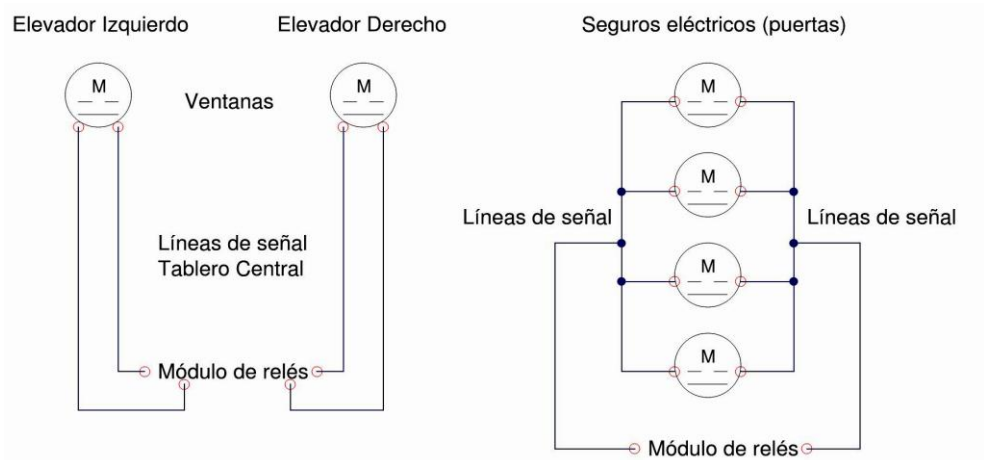 Elevador Izquierdo
Elevador Derecho
Seguros eléctricos (puertas)
M
M
Ventanas
M
M
Líneas de señal
Líneas de señal
Líneas de señal
Tablero Central
M
M
Módulo de relés
Módulo de relés